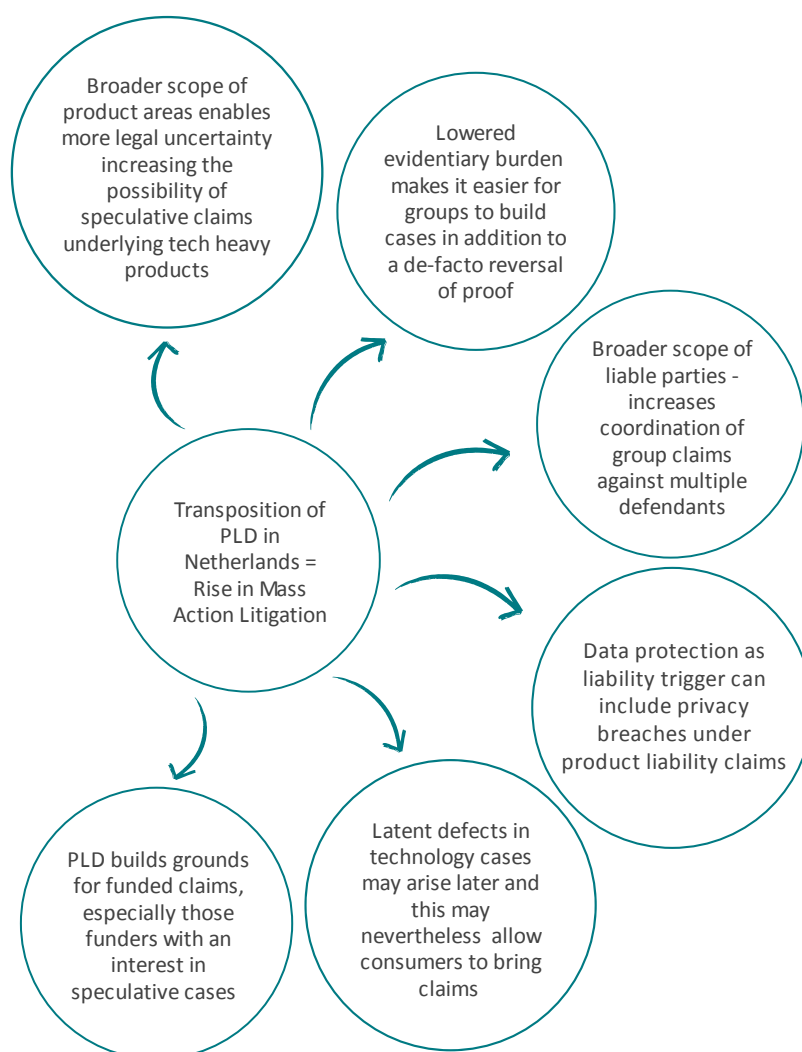 Broader scope of
product areas enables
more legal uncertainty
increasing the
possibility of
speculative claims
underlying tech heavy
products
Lowered
evidentiary burden
makes it easier for
groups to build
cases in addition to
a de-facto reversal
of proof
Broader scope of
liable parties -
increases
coordination of
group claims
against multiple
defendants
Transposition of
PLD in
Netherlands =
Rise in Mass
Action Litigation
Data protection as
liability trigger can
include privacy
breaches under
product liability claims
Latent defects in
technology cases
may arise later and
this may
nevertheless allow
consumers to bring
claims
PLD builds grounds
for funded claims,
especially those
funders with an
interest in
speculative cases